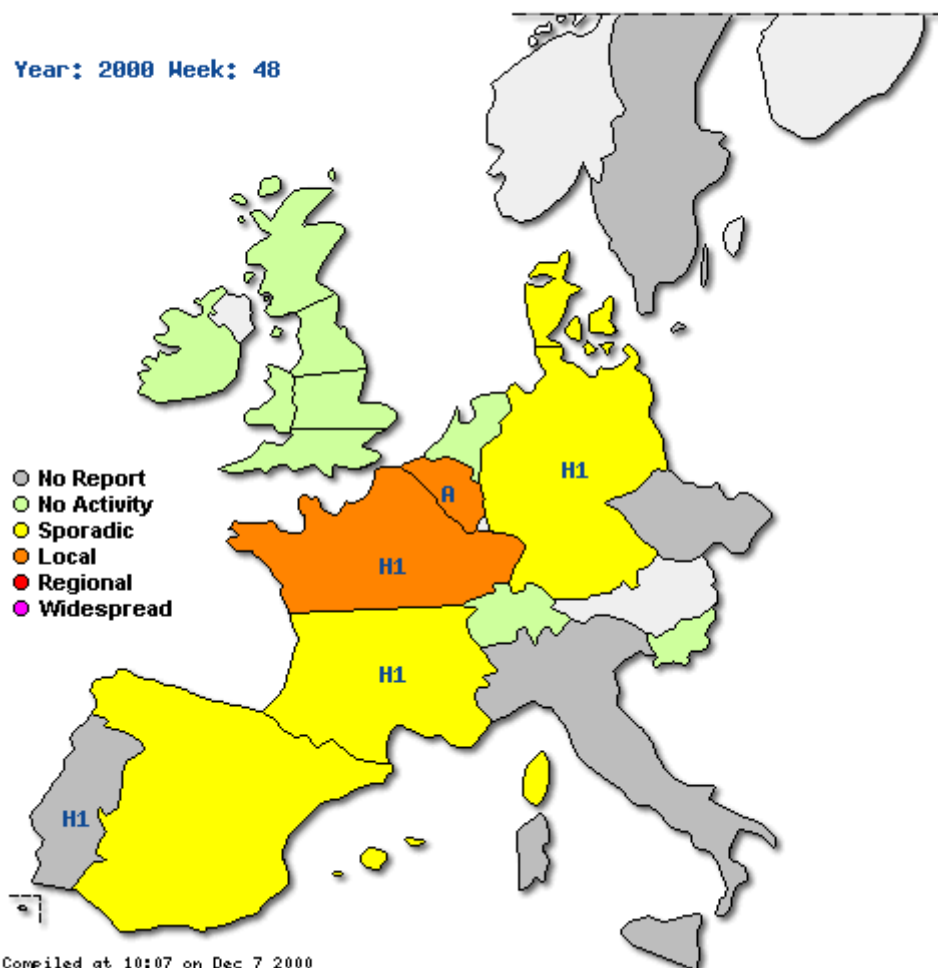 Year: 2000 Week: 48
H1
No Report
No Activity
A
Sporadic
Local
H1
Regional
Widespread
H1
H1
Compiled at 10:07 on Dec 7 2000